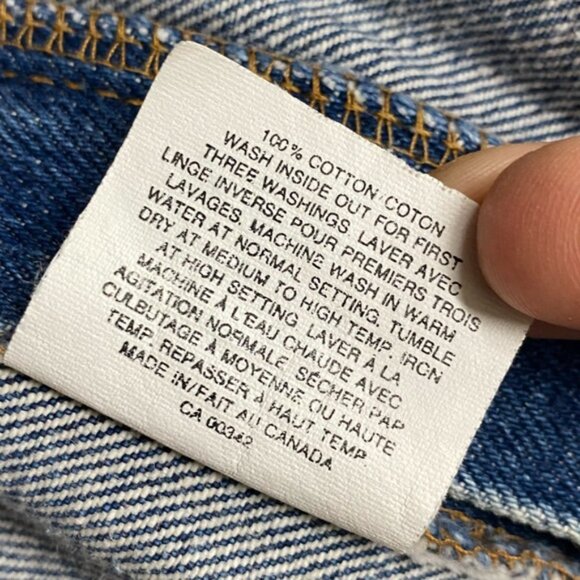 100% COTTON/COTON
WASH INSIDE OUT FOR FIRST
THREE WASHINGS. LAVER AVEC
LINGE INVERSE POUR PREMIERS TROIS
LAVAGES. MACHINE WASH IN WARM
WATER AT NORMAL SETTING. TUMBLE
DRY AT MEDIUM TO HIGH TEMP. IRON
AT HIGH SETTING. LAVER À LA
MACHINE À L'EAU CHAUDE AVEC
AGITATION NORMALE. SÉCHER PAR
CULBUTAGE À MOYENNE OU HAUTE
TEMP. REPASSER À HAUT TEMP.
MADE IN/FAIT AU CANADA
CA 00342